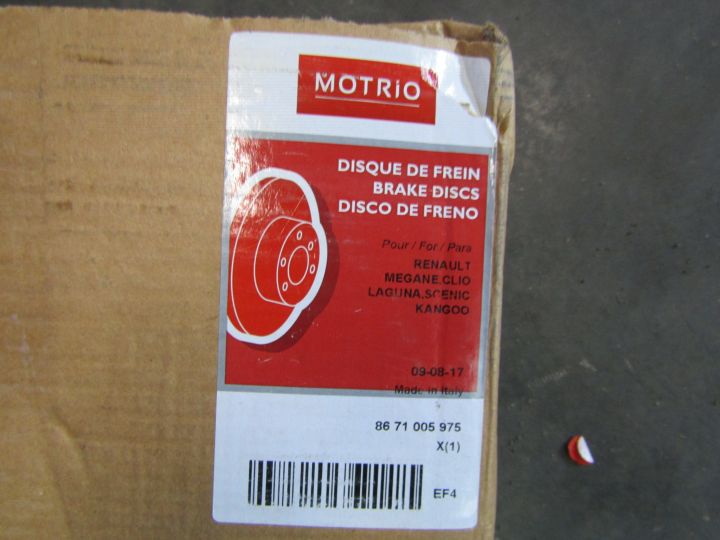 MOTRIO
DISQUE DE FREIN
BRAKE DISCS
DISCO DE FRENO
Pour / For / Para
RENAULT
MEGANE,CLIO
LAGUNA,SCENIC
KANGOO
09-08-17
Made in Italy
86 71 005 975
X(1)
EF4